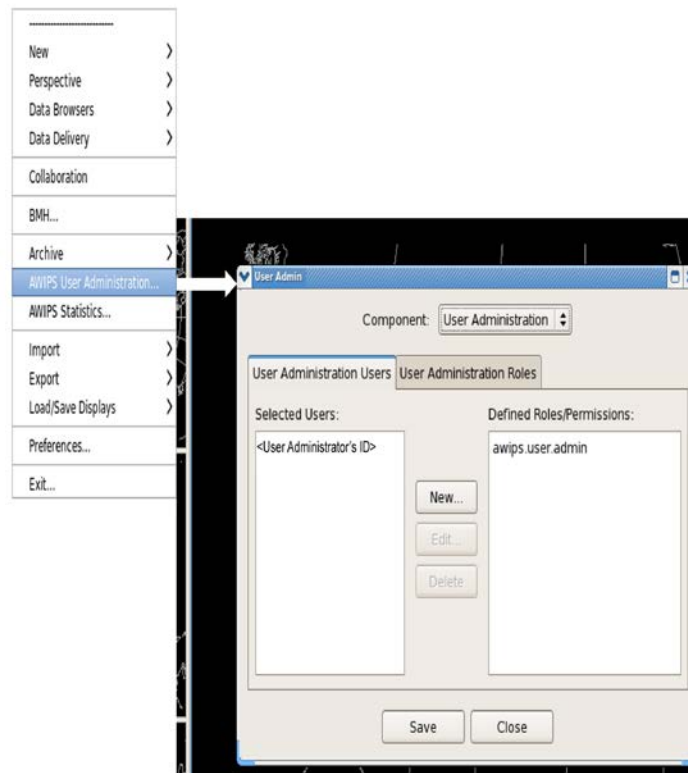 New
Perspective
Data Browsers
Data Delivery
Collaboration
BMH...
Archive
AWIPS User Administration...
AWIPS Statistics...
Import
Export
Load/Save Displays
Preferences...
Exit...
User Admin
Component: User Administration
User Administration Users User Administration Roles
Selected Users: Defined Roles/Permissions:
<User Administrator's ID> awips.user.admin
New...
Edit...
Delete
Save Close